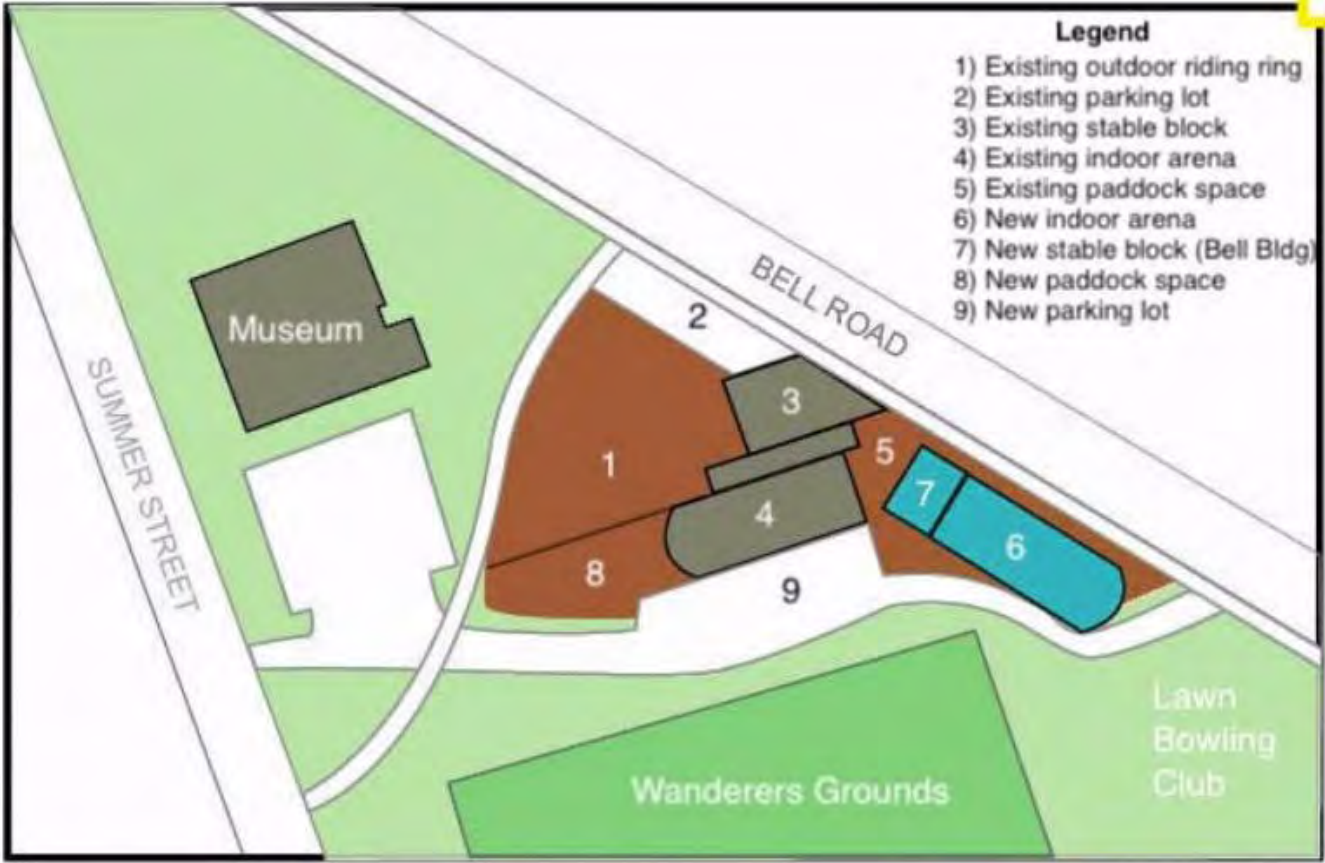 Legend
1) Existing outdoor riding ring
2) Existing parking lot
3) Existing stable block
4) Existing indoor arena
5) Existing paddock space
6) New indoor arena
7) New stable block (Bell Bldg)
8) New paddock space
9) New parking lot
BELL ROAD
2
Museum
SUMMER STREET
3
5
1
7
4
6
8
9
Lawn
Bowling
Club
Wanderers Grounds